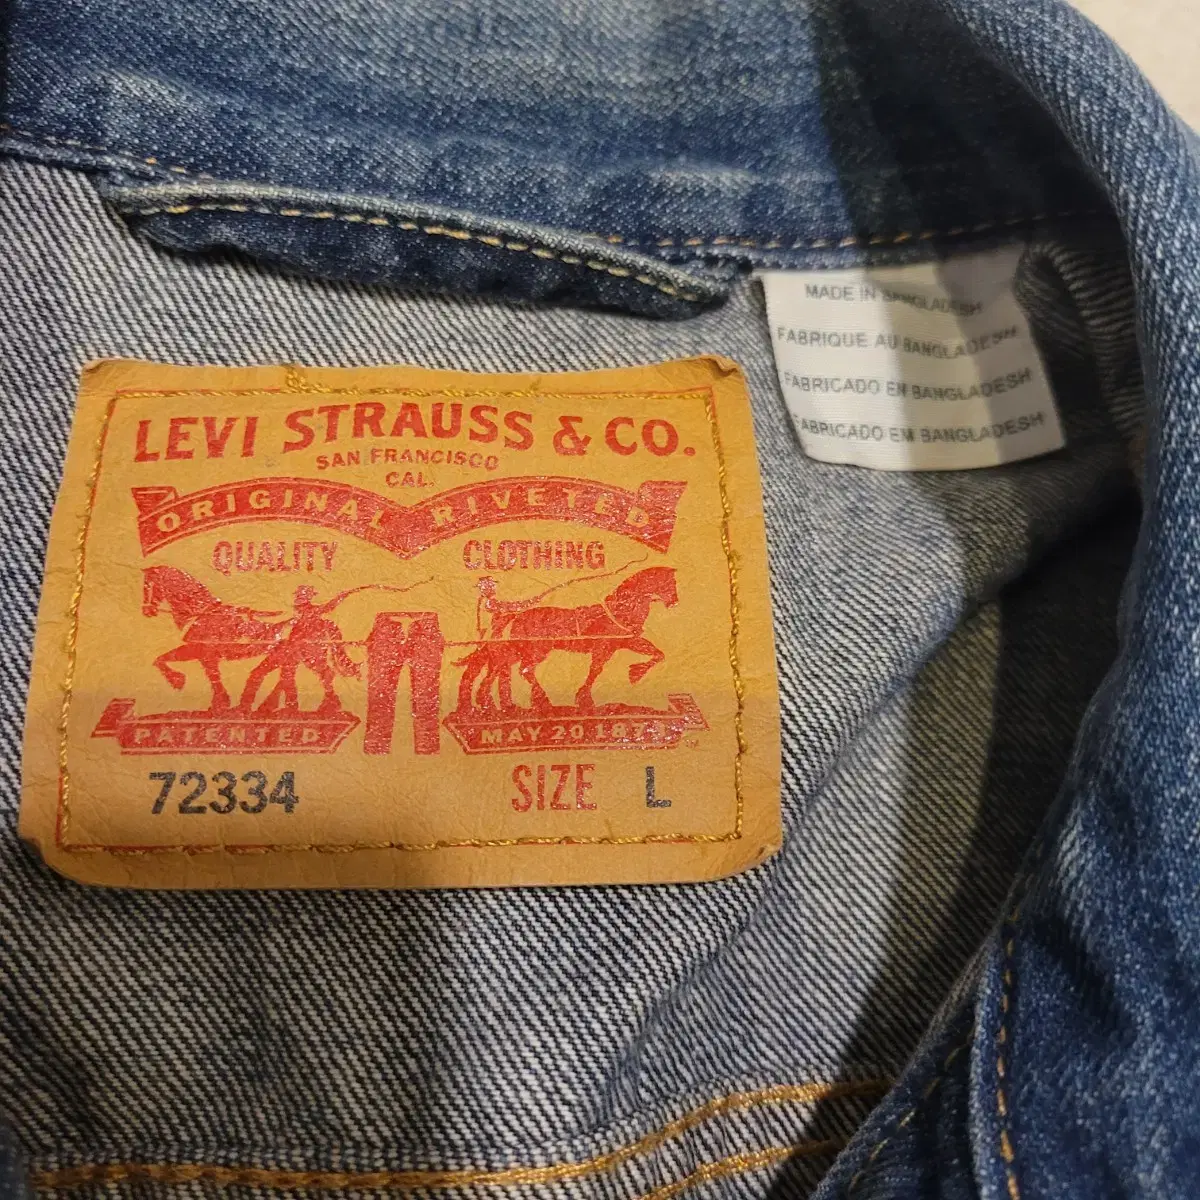 LEVI STRAUSS & CO.
SAN FRANCISCO
CAL.
ORIGINAL RIVETED
QUALITY CLOTHING
PATENTED MAY 20 1873
72334 SIZE L
MADE IN BANGLADESH
FABRIQUE AU BANGLADESH
FABRICADO EN BANGLADESH
FABRICADO EM BANGLADESH